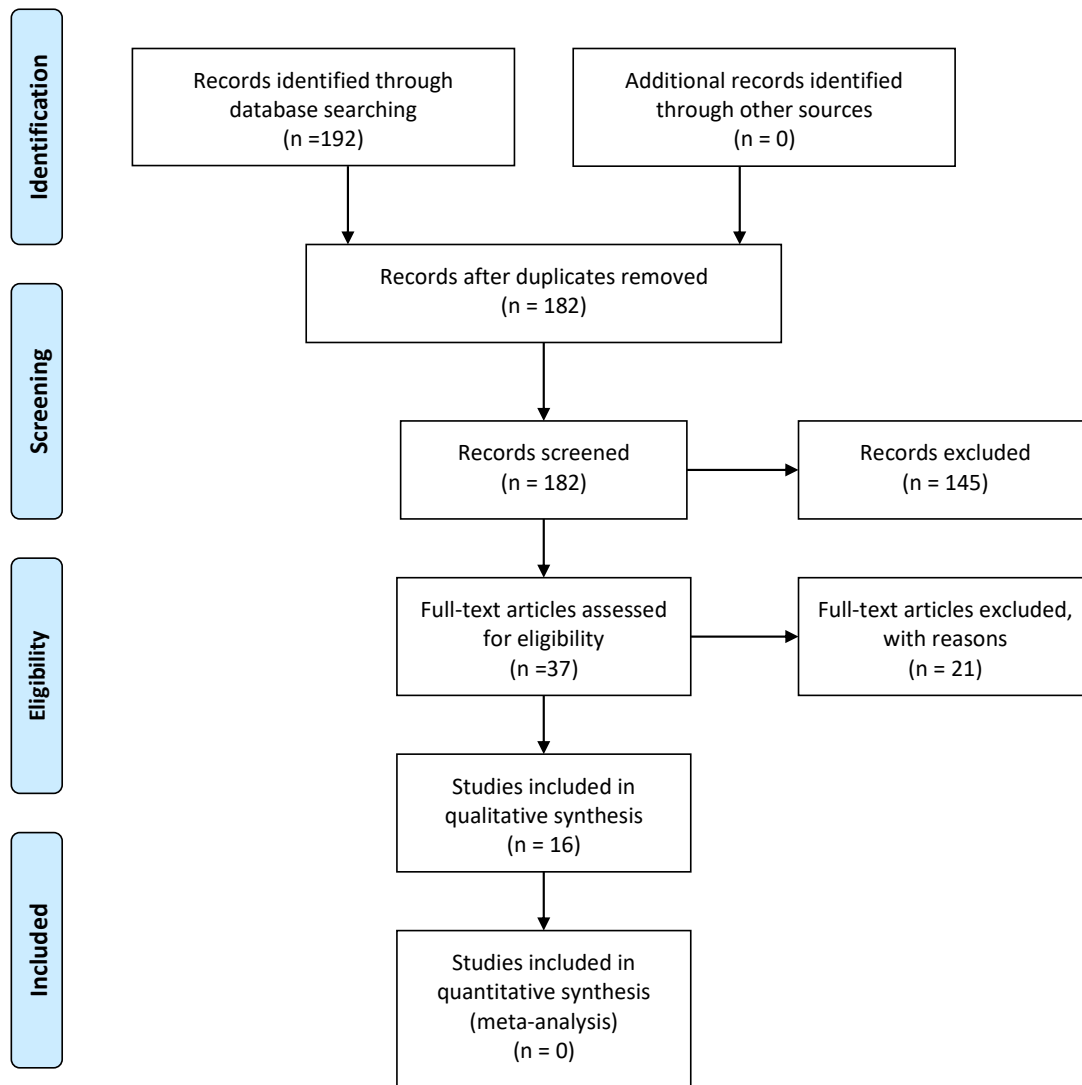 Identification
Records identified through
database searching
(n =192)
Additional records identified
through other sources
(n = 0)
Records after duplicates removed
(n = 182)
Screening
Records screened
(n = 182)
Records excluded
(n = 145)
Eligibility
Full-text articles assessed
for eligibility
(n =37)
Full-text articles excluded,
with reasons
(n = 21)
Studies included in
qualitative synthesis
(n = 16)
Included
Studies included in
quantitative synthesis
(meta-analysis)
(n = 0)